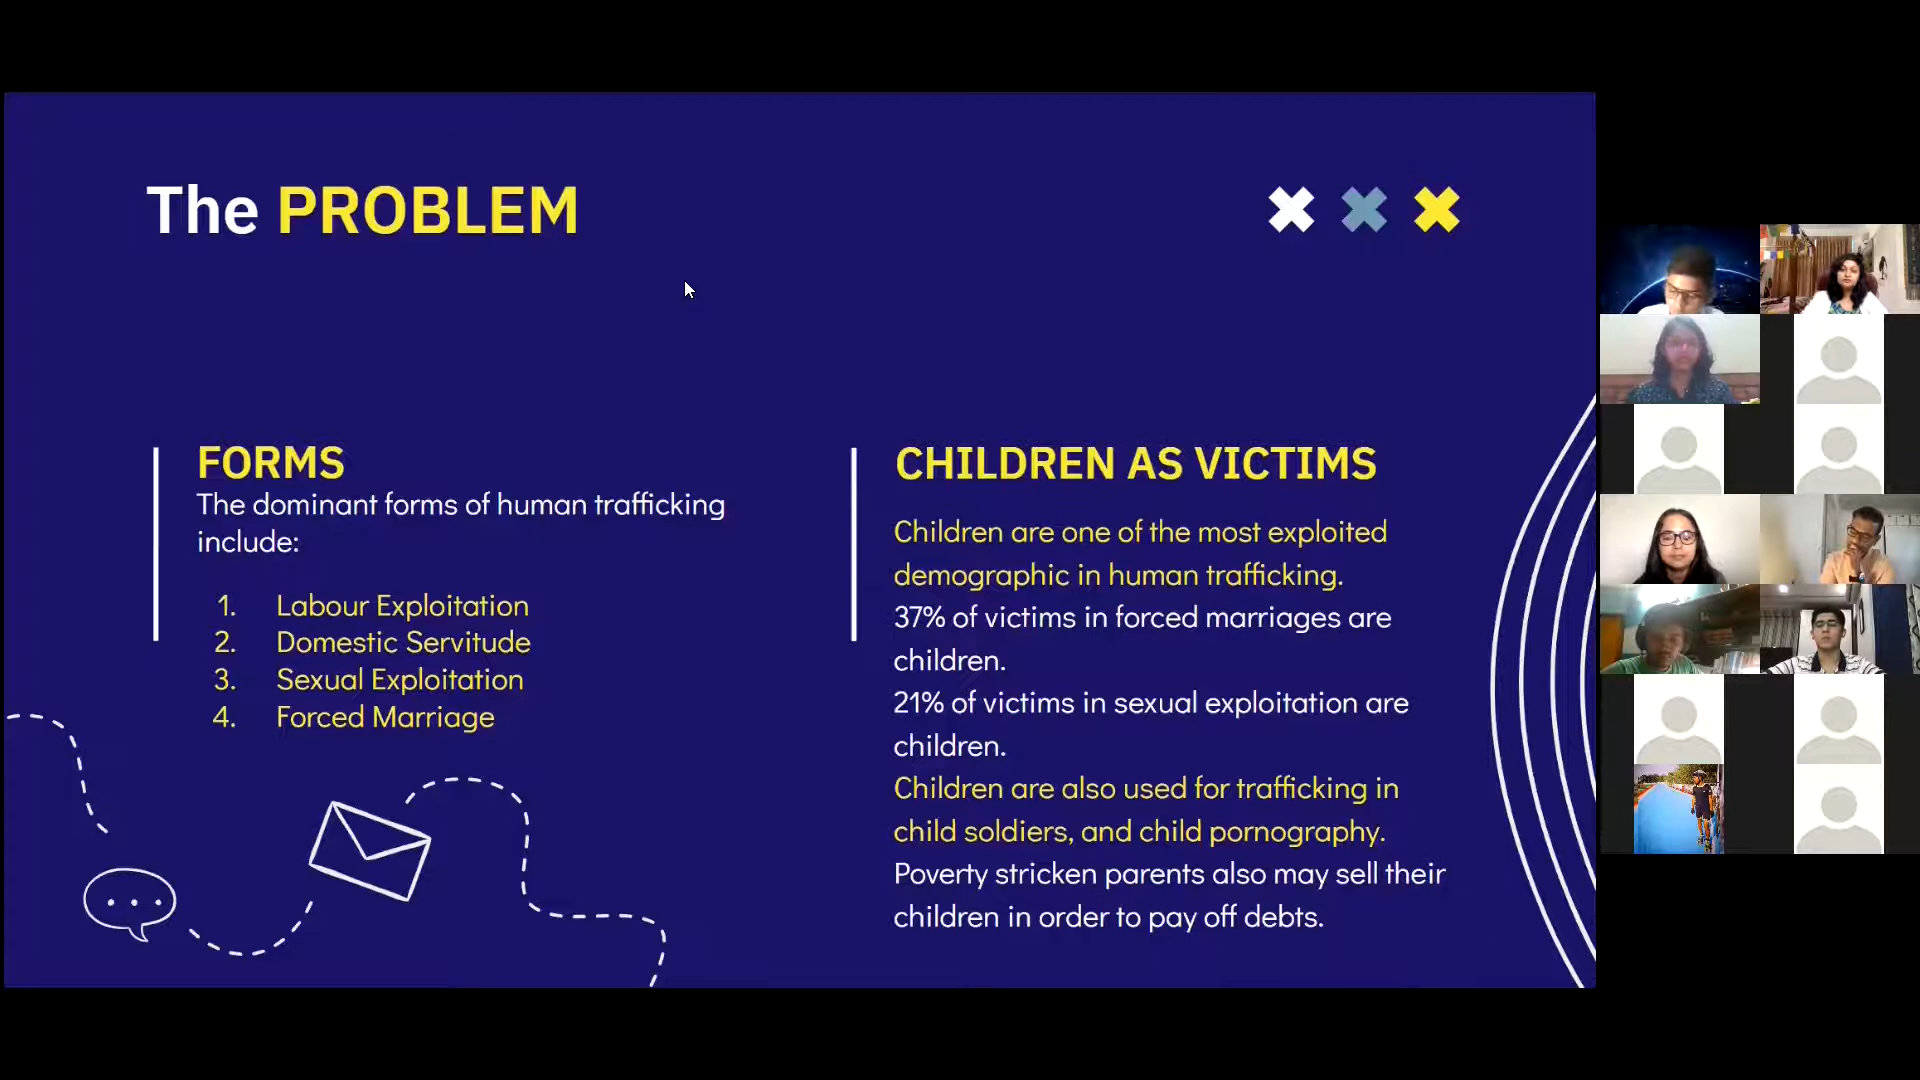 The PROBLEM
FORMS
The dominant forms of human trafficking
include:
1. Labour Exploitation
2. Domestic Servitude
3. Sexual Exploitation
4. Forced Marriage
CHILDREN AS VICTIMS
Children are one of the most exploited
demographic in human trafficking.
37% of victims in forced marriages are
children.
21% of victims in sexual exploitation are
children.
Children are also used for trafficking in
child soldiers, and child pornography.
Poverty stricken parents also may sell their
children in order to pay off debts.